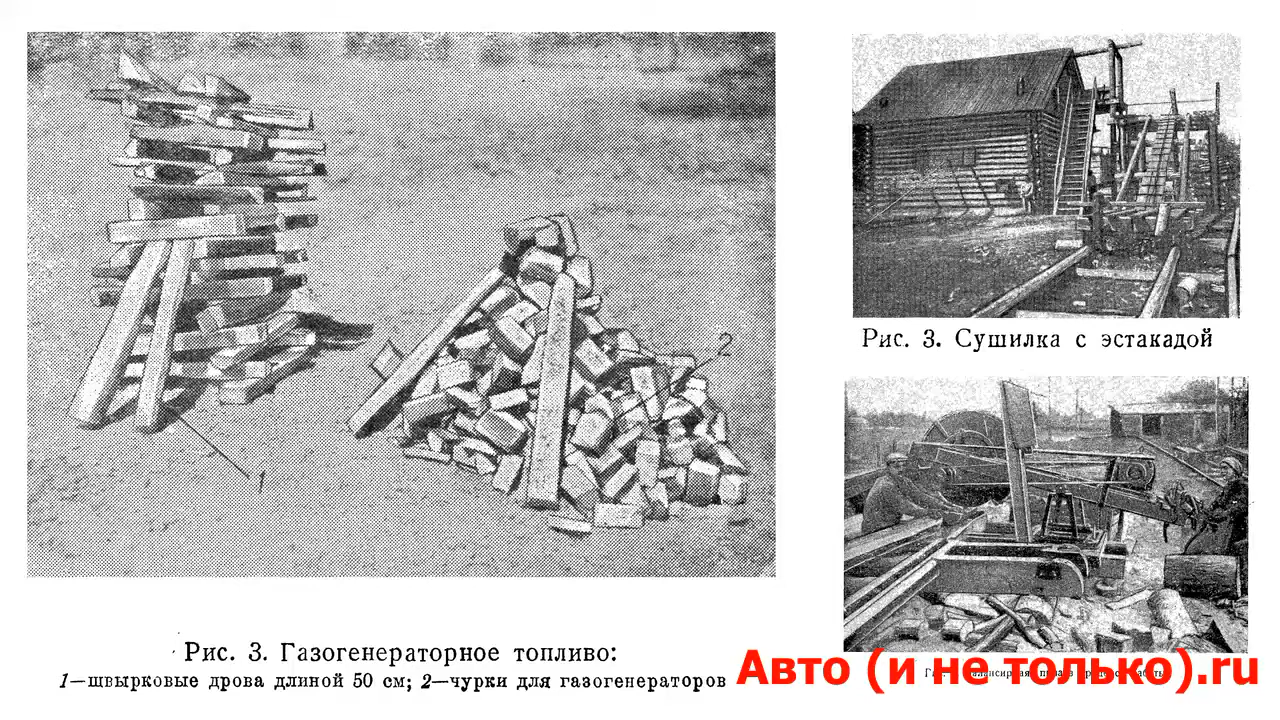 1
2
Рис. 3. Газогенераторное топливо:
1—швырковые дрова длиной 50 см; 2—чурки для газогенераторов
Рис. 3. Сушилка с эстакадой
Авто (и не только).ru